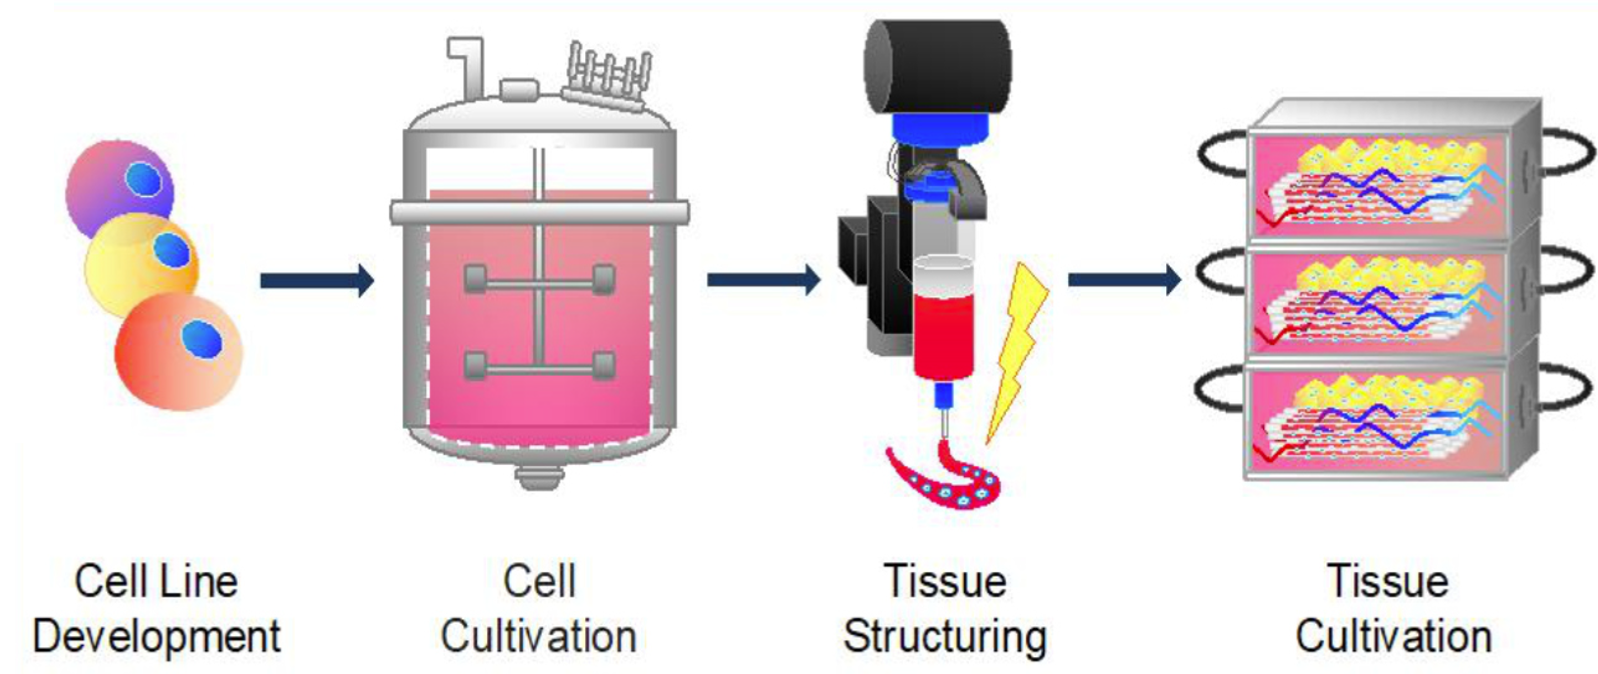 Cell Line
Development
Cell
Cultivation
Tissue
Structuring
Tissue
Cultivation